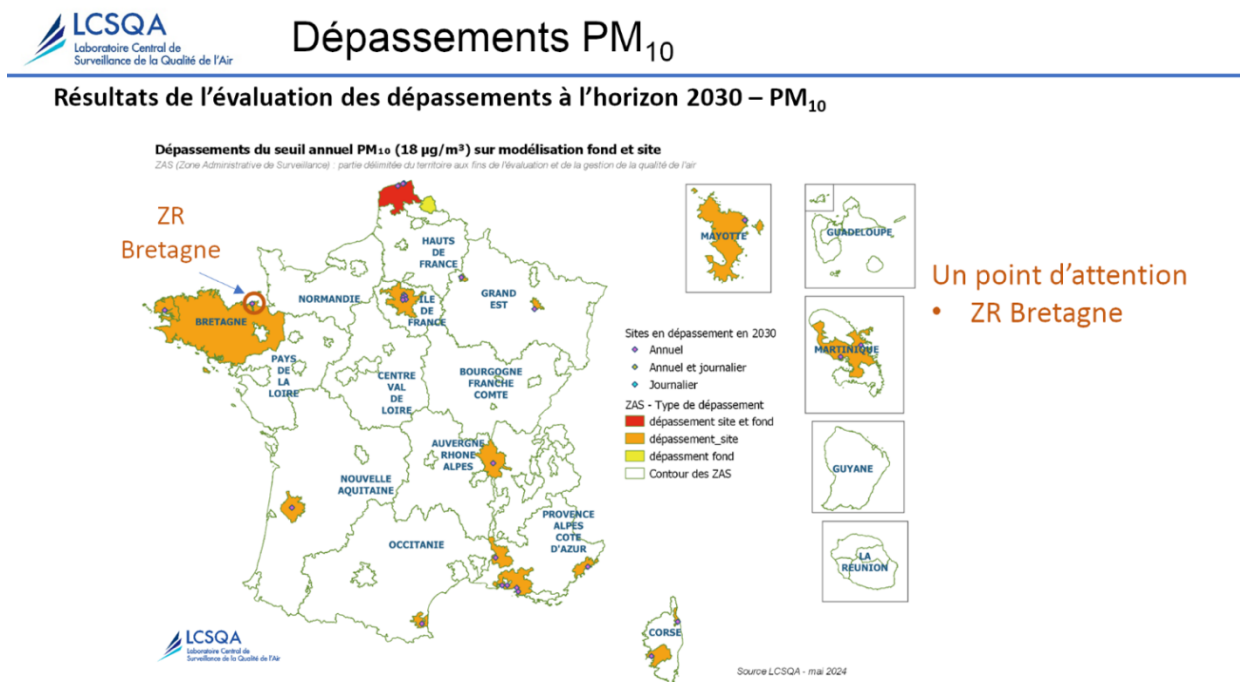 LCSQA
Laboratoire Central de
Surveillance de la Qualité de l'Air
Dépassements PM₁₀
Résultats de l'évaluation des dépassements à l'horizon 2030 – PM₁₀
Dépassements du seuil annuel PM₁₀ (18 µg/m³) sur modélisation fond et site
ZAS (Zone Administrative de Surveillance) : partie délimitée du territoire aux fins de l'évaluation et de la gestion de la qualité de l'air
ZR
Bretagne
HAUTS
DE
FRANCE
NORMANDIE
ILE
DE
FRANCE
GRAND
EST
BRETAGNE
PAYS
DE
LA
LOIRE
CENTRE
VAL
DE
LOIRE
BOURGOGNE
FRANCHE
COMTE
AUVERGNE
RHONE
ALPES
NOUVELLE
AQUITAINE
OCCITANIE
PROVENCE
ALPES
COTE
D'AZUR
CORSE
MAYOTTE
GUADELOUPE
MARTINIQUE
GUYANE
LA
RÉUNION
Sites en dépassement en 2030
Annuel
Annuel et journalier
Journalier
ZAS - Type de dépassement
dépassement site et fond
dépassement_site
dépassment fond
Contour des ZAS
Un point d'attention
• ZR Bretagne
LCSQA
Laboratoire Central de
Surveillance de la Qualité de l'Air
Source LCSQA - mai 2024